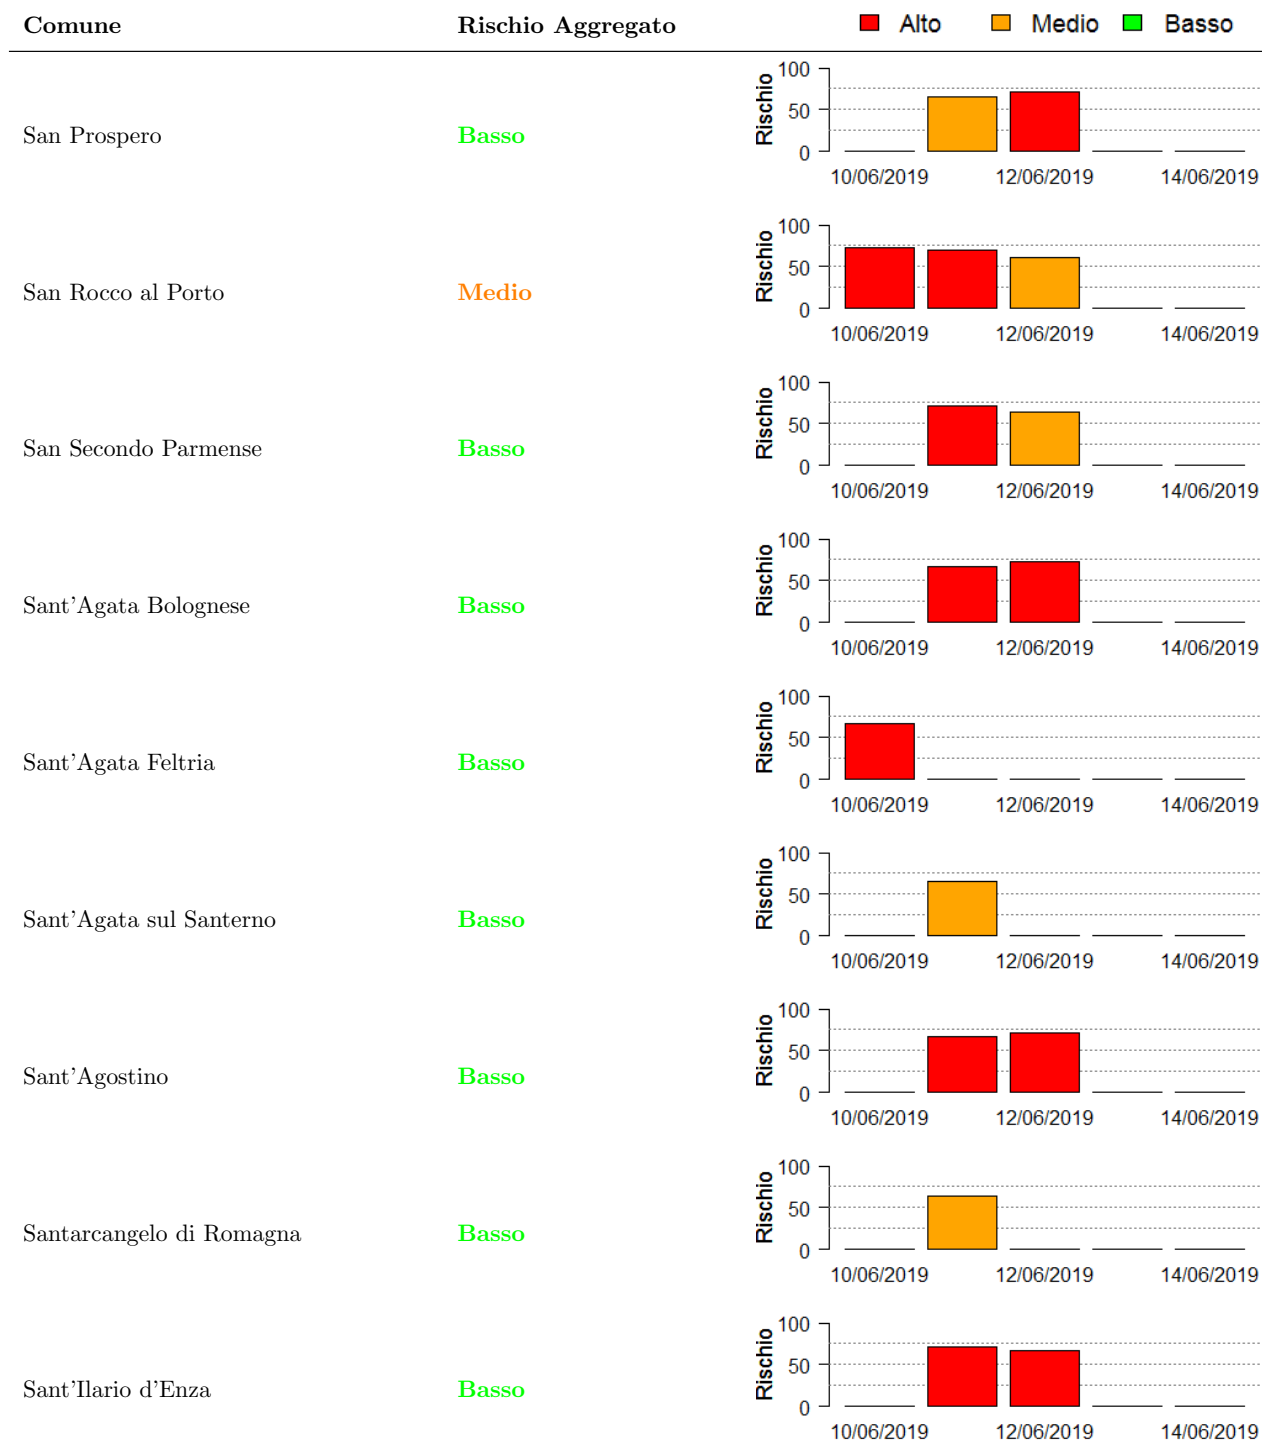 Comune Rischio Aggregato Alto Medio Basso
100
50
0
Rischio
San Prospero Basso
10/06/2019 12/06/2019 14/06/2019
100
50
0
Rischio
San Rocco al Porto Medio
10/06/2019 12/06/2019 14/06/2019
100
50
0
Rischio
San Secondo Parmense Basso
10/06/2019 12/06/2019 14/06/2019
100
50
0
Rischio
Sant'Agata Bolognese Basso
10/06/2019 12/06/2019 14/06/2019
100
50
0
Rischio
Sant'Agata Feltria Basso
10/06/2019 12/06/2019 14/06/2019
100
50
0
Rischio
Sant'Agata sul Santerno Basso
10/06/2019 12/06/2019 14/06/2019
100
50
0
Rischio
Sant'Agostino Basso
10/06/2019 12/06/2019 14/06/2019
100
50
0
Rischio
Santarcangelo di Romagna Basso
10/06/2019 12/06/2019 14/06/2019
100
50
0
Rischio
Sant'Ilario d'Enza Basso
10/06/2019 12/06/2019 14/06/2019